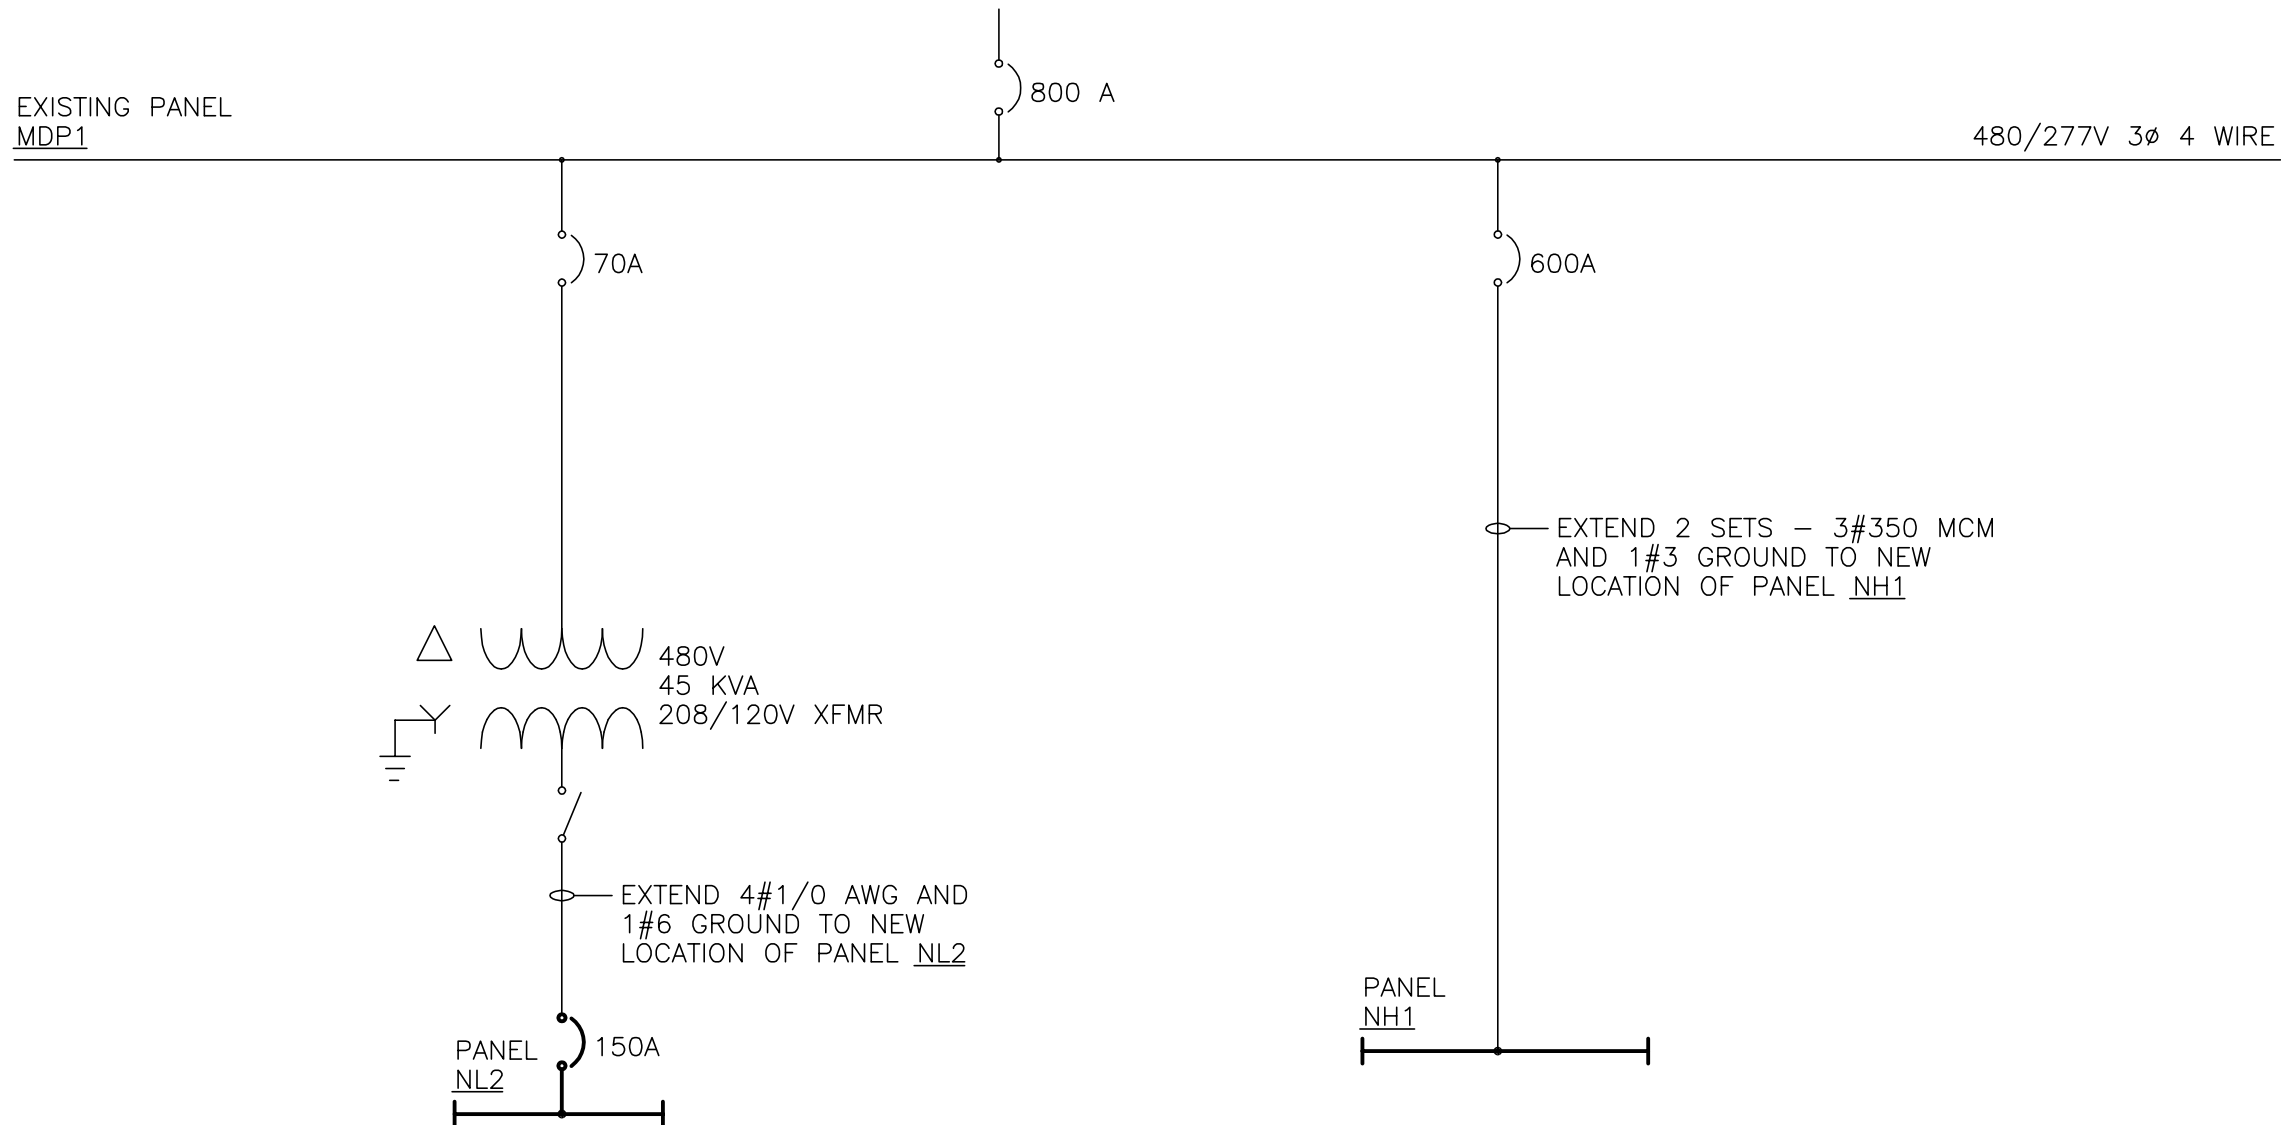 800 A
EXISTING PANEL
MDP1
480/277V 3ø 4 WIRE
70A
600A
EXTEND 2 SETS - 3#350 MCM
AND 1#3 GROUND TO NEW
LOCATION OF PANEL NH1
480V
45 KVA
208/120V XFMR
EXTEND 4#1/0 AWG AND
1#6 GROUND TO NEW
LOCATION OF PANEL NL2
PANEL
NH1
150A
PANEL
NL2